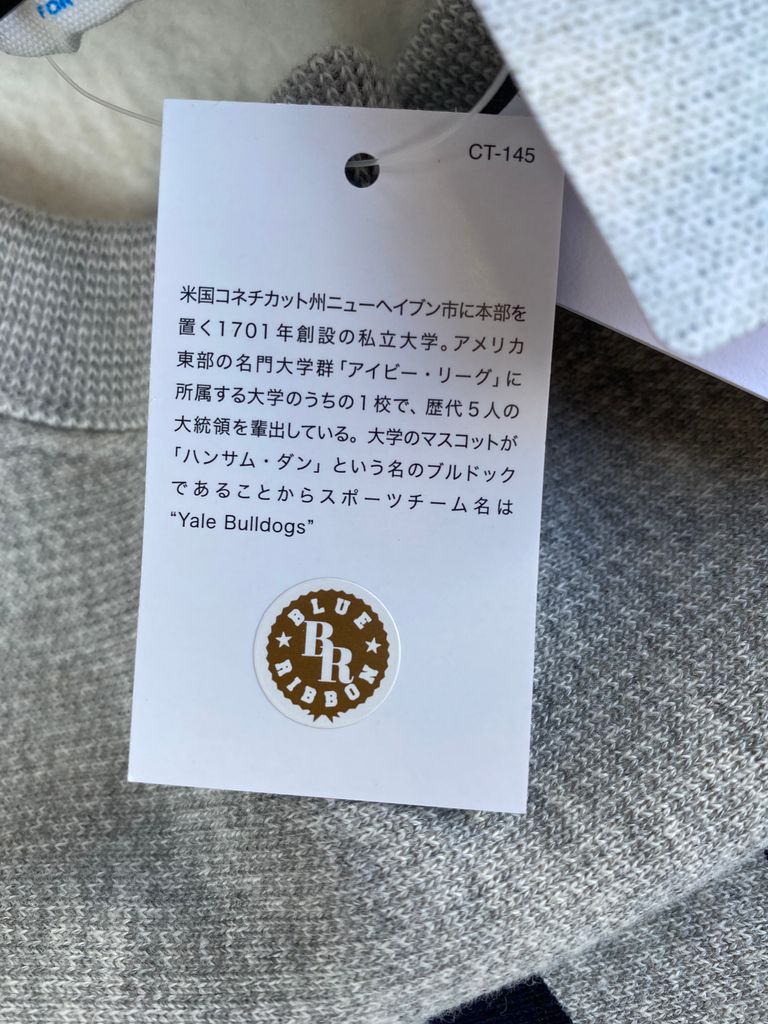 FOR
CT-145
米国コネチカット州ニューヘイブン市に本部を
置く1701年創設の私立大学。アメリカ
東部の名門大学群「アイビー・リーグ」に
所属する大学のうちの1校で、歴代5人の
大統領を輩出している。大学のマスコットが
「ハンサム・ダン」という名のブルドック
であることからスポーツチーム名は
“Yale Bulldogs”
BLUE
BR
RIBBON